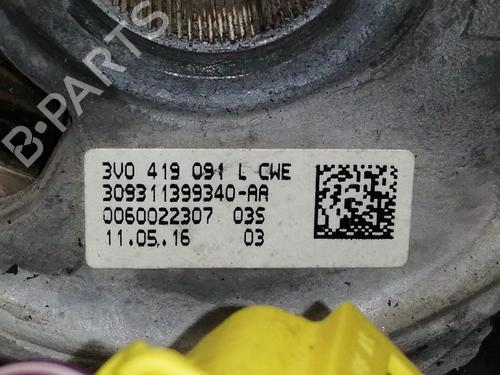 B-PARTS
3V0 419 091 L CWE
309311399340-AA
0060022307 03S
11.05.16 03